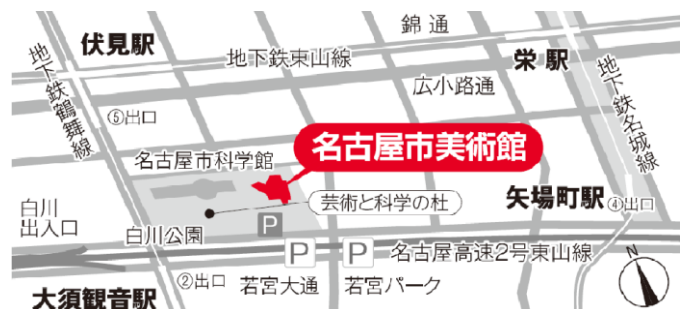 錦通
伏見駅
地下鉄東山線
栄駅
広小路通
地下鉄鶴舞線
地下鉄名城線
⑤出口
名古屋市科学館
名古屋市美術館
芸術と科学の杜
矢場町駅
④出口
白川
出入口
白川公園
P
P
P
名古屋高速2号東山線
②出口
若宮大通
若宮パーク
大須観音駅
N